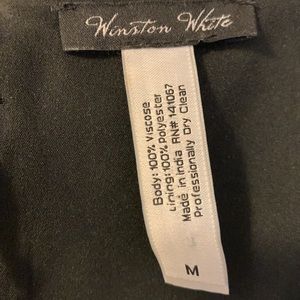 Winston White
Body: 100% Viscose
Lining: 100% Polyester
Made in India RN# 141067
Professionally Dry Clean
M